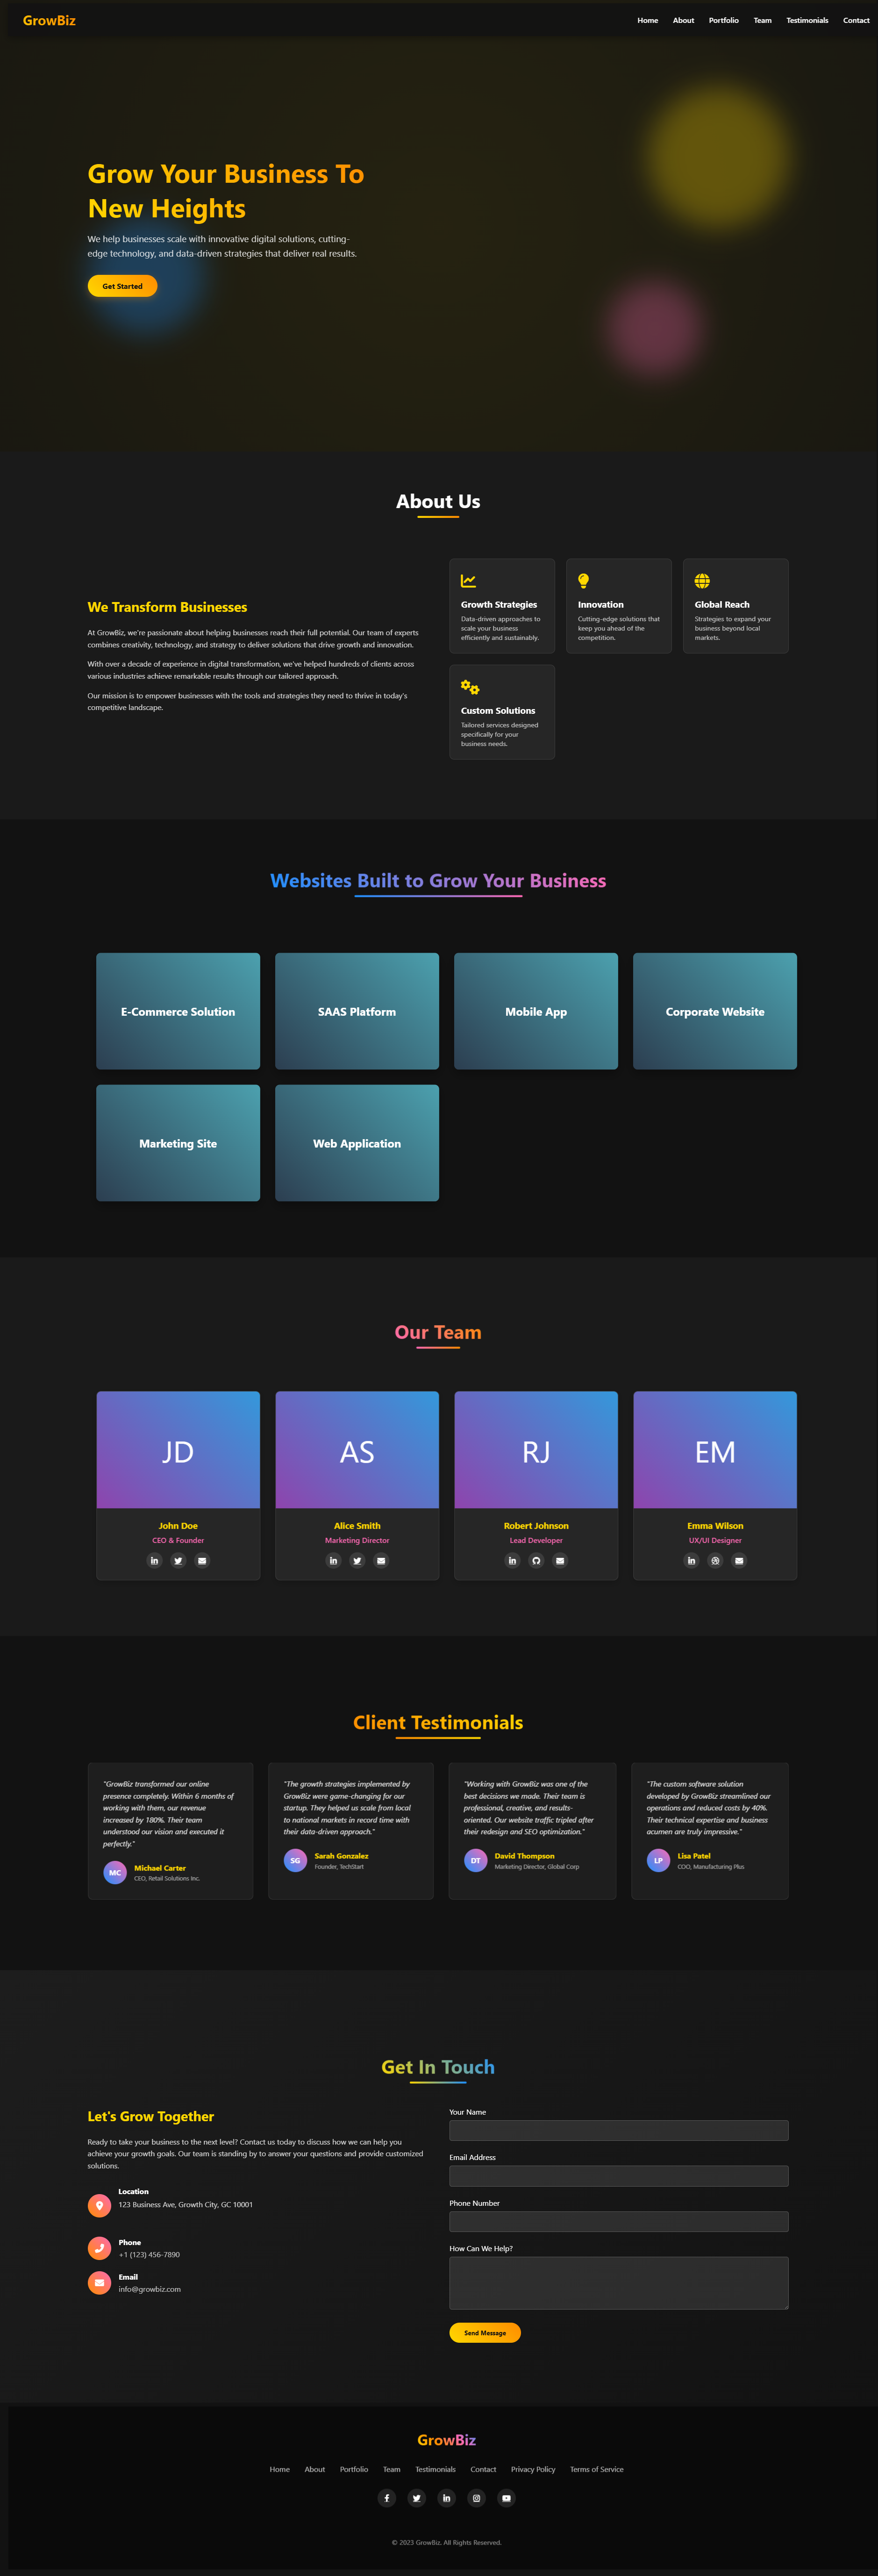 GrowBiz
Home About Portfolio Team Testimonials Contact
Grow Your Business To
New Heights
We help businesses scale with innovative digital solutions, cutting-
edge technology, and data-driven strategies that deliver real results.
Get Started
About Us
We Transform Businesses
At GrowBiz, we're passionate about helping businesses reach their full potential. Our team of experts
combines creativity, technology, and strategy to deliver solutions that drive growth and innovation.
With over a decade of experience in digital transformation, we've helped hundreds of clients across
various industries achieve remarkable results through our tailored approach.
Our mission is to empower businesses with the tools and strategies they need to thrive in today's
competitive landscape.
Growth Strategies
Data-driven approaches to
scale your business
efficiently and sustainably.
Innovation
Cutting-edge solutions that
keep you ahead of the
competition.
Global Reach
Strategies to expand your
business beyond local
markets.
Custom Solutions
Tailored services designed
specifically for your
business needs.
Websites Built to Grow Your Business
E-Commerce Solution
SAAS Platform
Mobile App
Corporate Website
Marketing Site
Web Application
Our Team
JD
John Doe
CEO & Founder
AS
Alice Smith
Marketing Director
RJ
Robert Johnson
Lead Developer
EM
Emma Wilson
UX/UI Designer
Client Testimonials
"GrowBiz transformed our online
presence completely. Within 6 months of
working with them, our revenue
increased by 180%. Their team
understood our vision and executed it
perfectly."
MC
Michael Carter
CEO, Retail Solutions Inc.
"The growth strategies implemented by
GrowBiz were game-changing for our
startup. They helped us scale from local
to national markets in record time with
their data-driven approach."
SG
Sarah Gonzalez
Founder, TechStart
"Working with GrowBiz was one of the
best decisions we made. Their team is
professional, creative, and results-
oriented. Our website traffic tripled after
their redesign and SEO optimization."
DT
David Thompson
Marketing Director, Global Corp
"The custom software solution
developed by GrowBiz streamlined our
operations and reduced costs by 40%.
Their technical expertise and business
acumen are truly impressive."
LP
Lisa Patel
COO, Manufacturing Plus
Get In Touch
Let's Grow Together
Ready to take your business to the next level? Contact us today to discuss how we can help you
achieve your growth goals. Our team is standing by to answer your questions and provide customized
solutions.
Location
123 Business Ave, Growth City, GC 10001
Phone
+1 (123) 456-7890
Email
info@growbiz.com
Your Name
Email Address
Phone Number
How Can We Help?
Send Message
GrowBiz
Home About Portfolio Team Testimonials Contact Privacy Policy Terms of Service
© 2023 GrowBiz. All Rights Reserved.